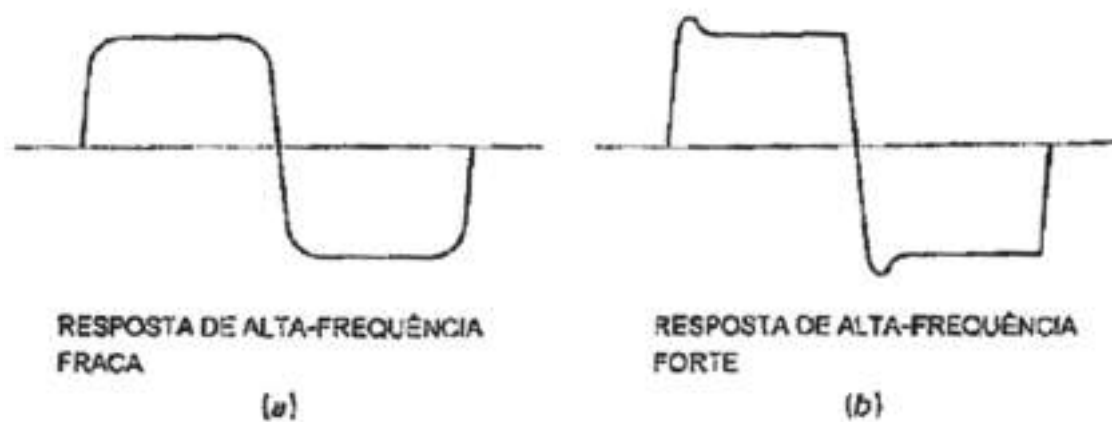 RESPOSTA DE ALTA-FREQUÊNCIA
FRACA
(a)
RESPOSTA DE ALTA-FREQUÊNCIA
FORTE
(b)